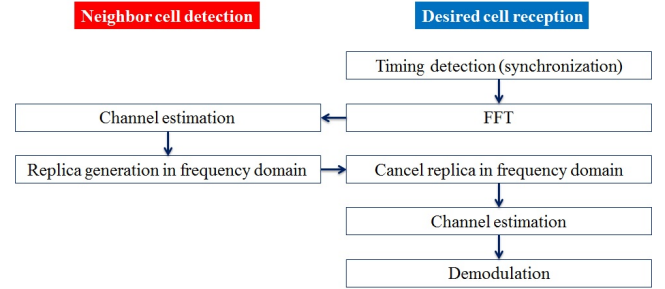 Neighbor cell detection
Desired cell reception
Timing detection (synchronization)
Channel estimation
FFT
Replica generation in frequency domain
Cancel replica in frequency domain
Channel estimation
Demodulation